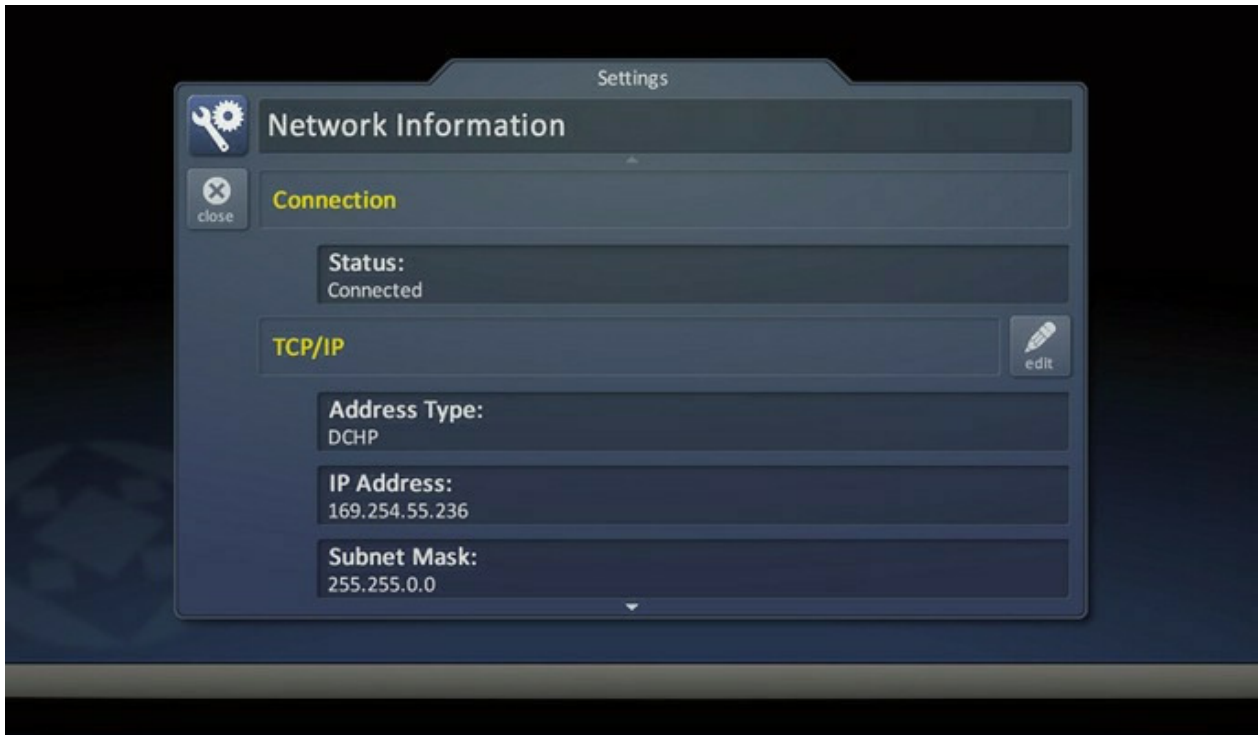 Settings
Network Information
close
Connection
Status:
Connected
TCP/IP
edit
Address Type:
DCHP
IP Address:
169.254.55.236
Subnet Mask:
255.255.0.0